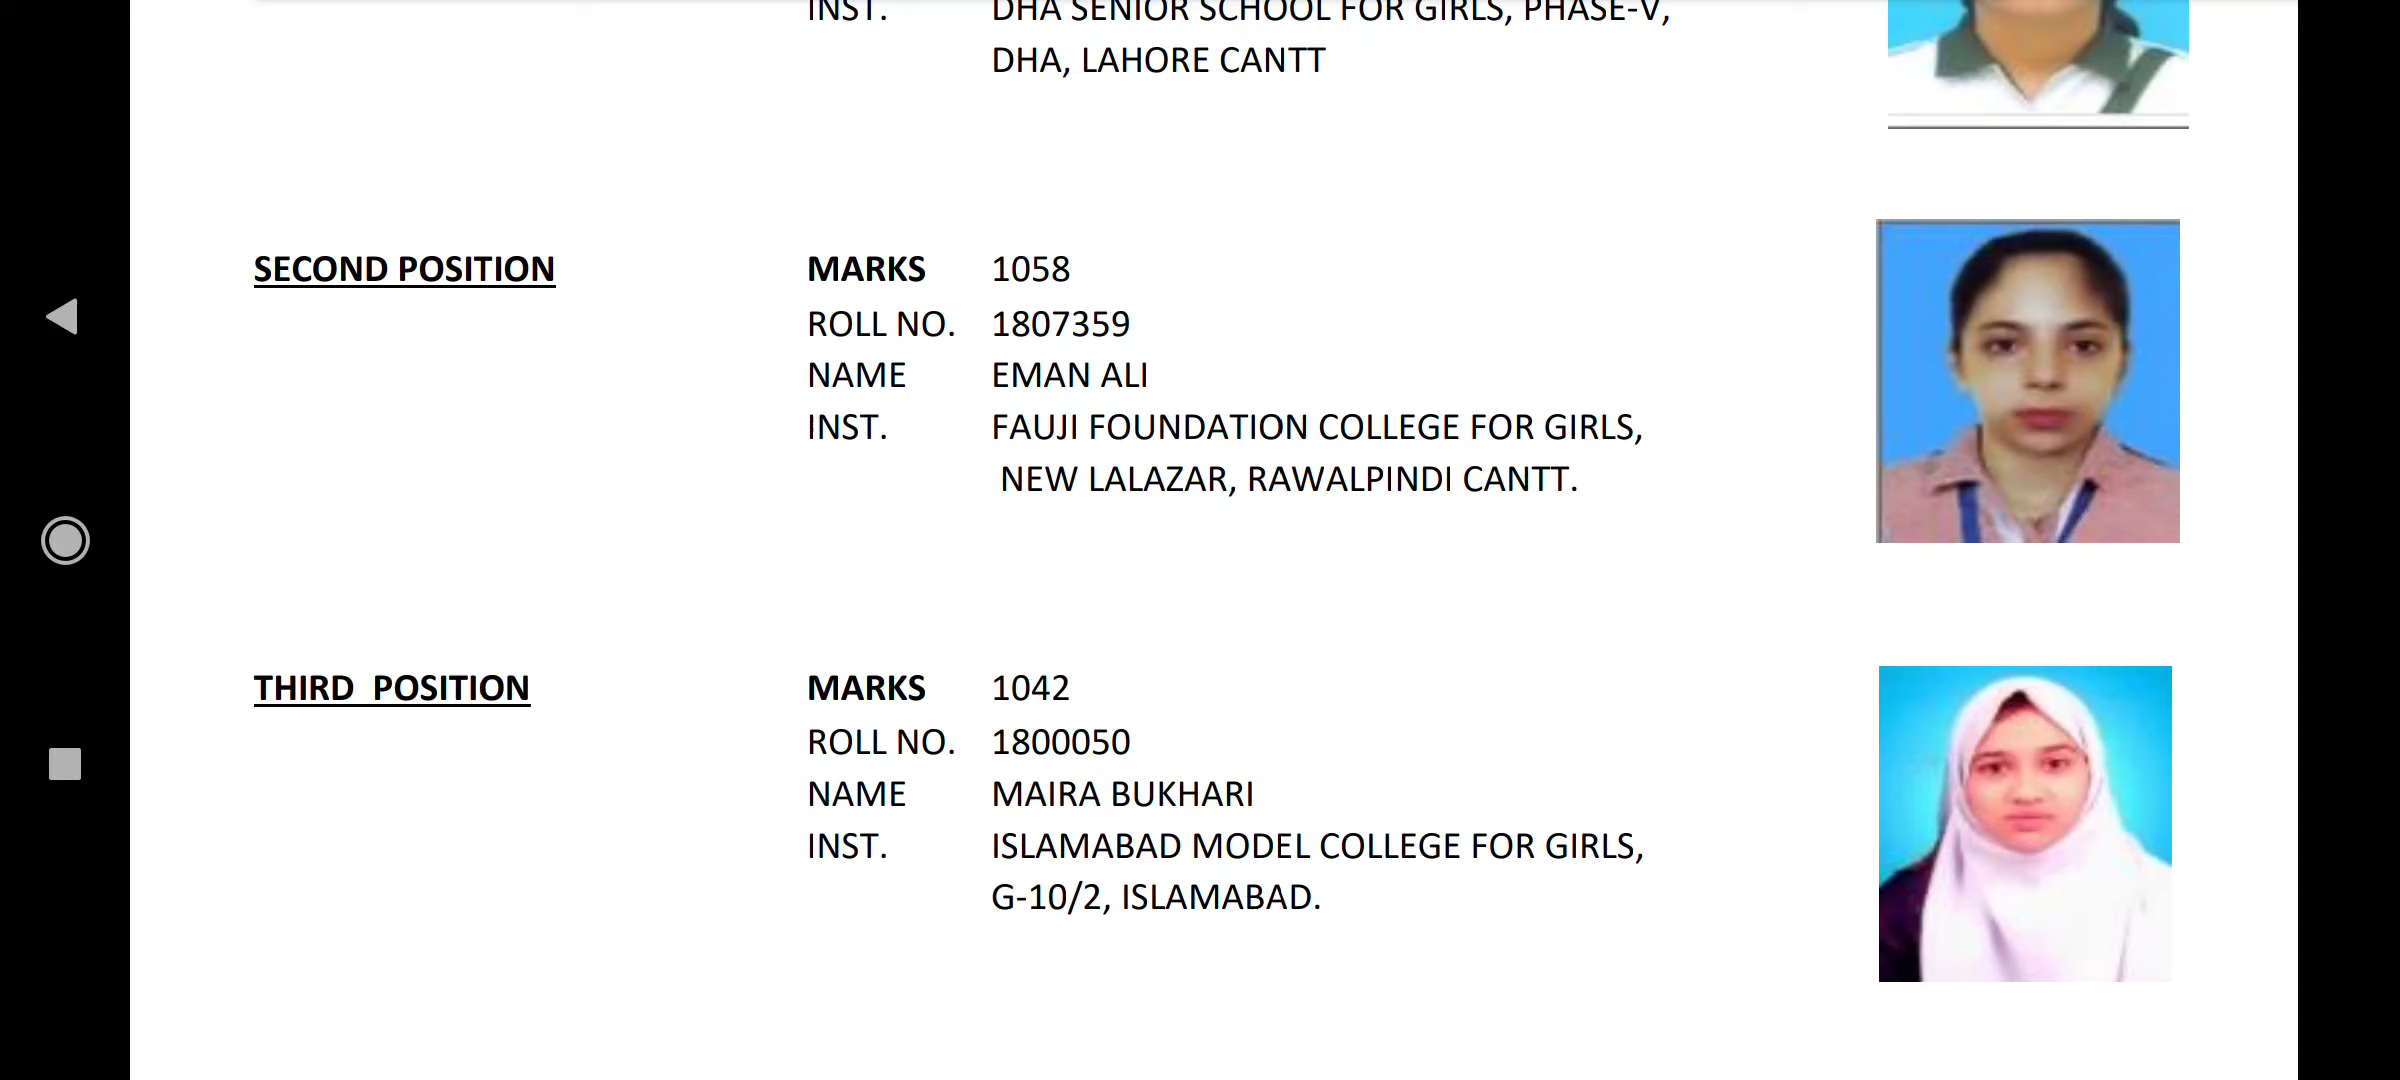 INST. DHA SENIOR SCHOOL FOR GIRLS, PHASE-V,
DHA, LAHORE CANTT
SECOND POSITION MARKS 1058
ROLL NO. 1807359
NAME EMAN ALI
INST. FAUJI FOUNDATION COLLEGE FOR GIRLS,
NEW LALAZAR, RAWALPINDI CANTT.
THIRD POSITION MARKS 1042
ROLL NO. 1800050
NAME MAIRA BUKHARI
INST. ISLAMABAD MODEL COLLEGE FOR GIRLS,
G-10/2, ISLAMABAD.